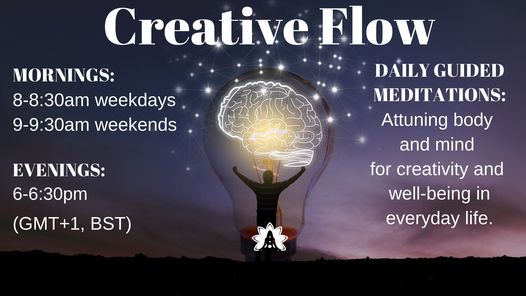 Creative Flow
MORNINGS:
8-8:30am weekdays
9-9:30am weekends
EVENINGS:
6-6:30pm
(GMT+1, BST)
DAILY GUIDED
MEDITATIONS:
Attuning body
and mind
for creativity and
well-being in
everyday life.